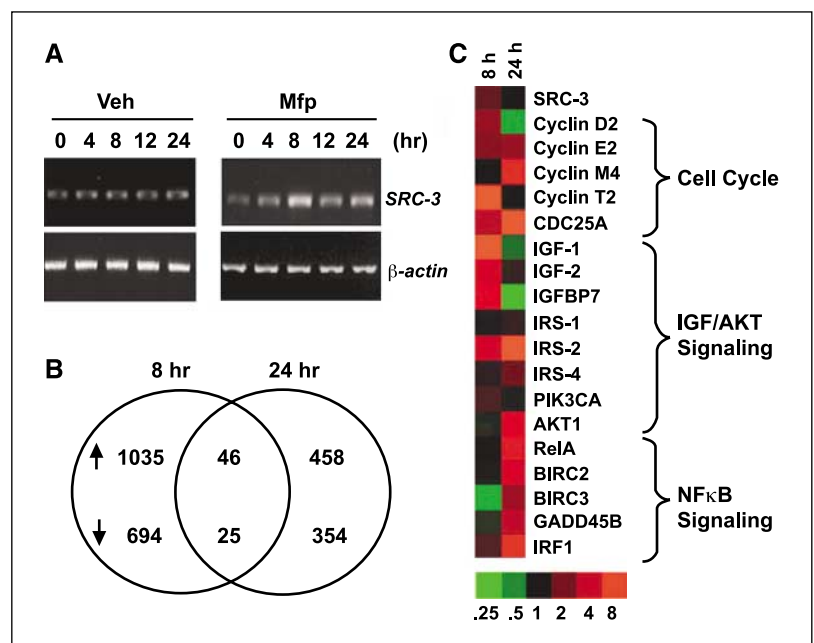 A
Veh
Mfp
0 4 8 12 24
0 4 8 12 24
(hr)
SRC-3
β-actin
B
8 hr
24 hr
↑ 1035
46
458
↓ 694
25
354
C
8 h
24 h
SRC-3
Cyclin D2
Cyclin E2
Cyclin M4
Cyclin T2
CDC25A
IGF-1
IGF-2
IGFBP7
IRS-1
IRS-2
IRS-4
PIK3CA
AKT1
RelA
BIRC2
BIRC3
GADD45B
IRF1
Cell Cycle
IGF/AKT
Signaling
NFκB
Signaling
.25 .5 1 2 4 8